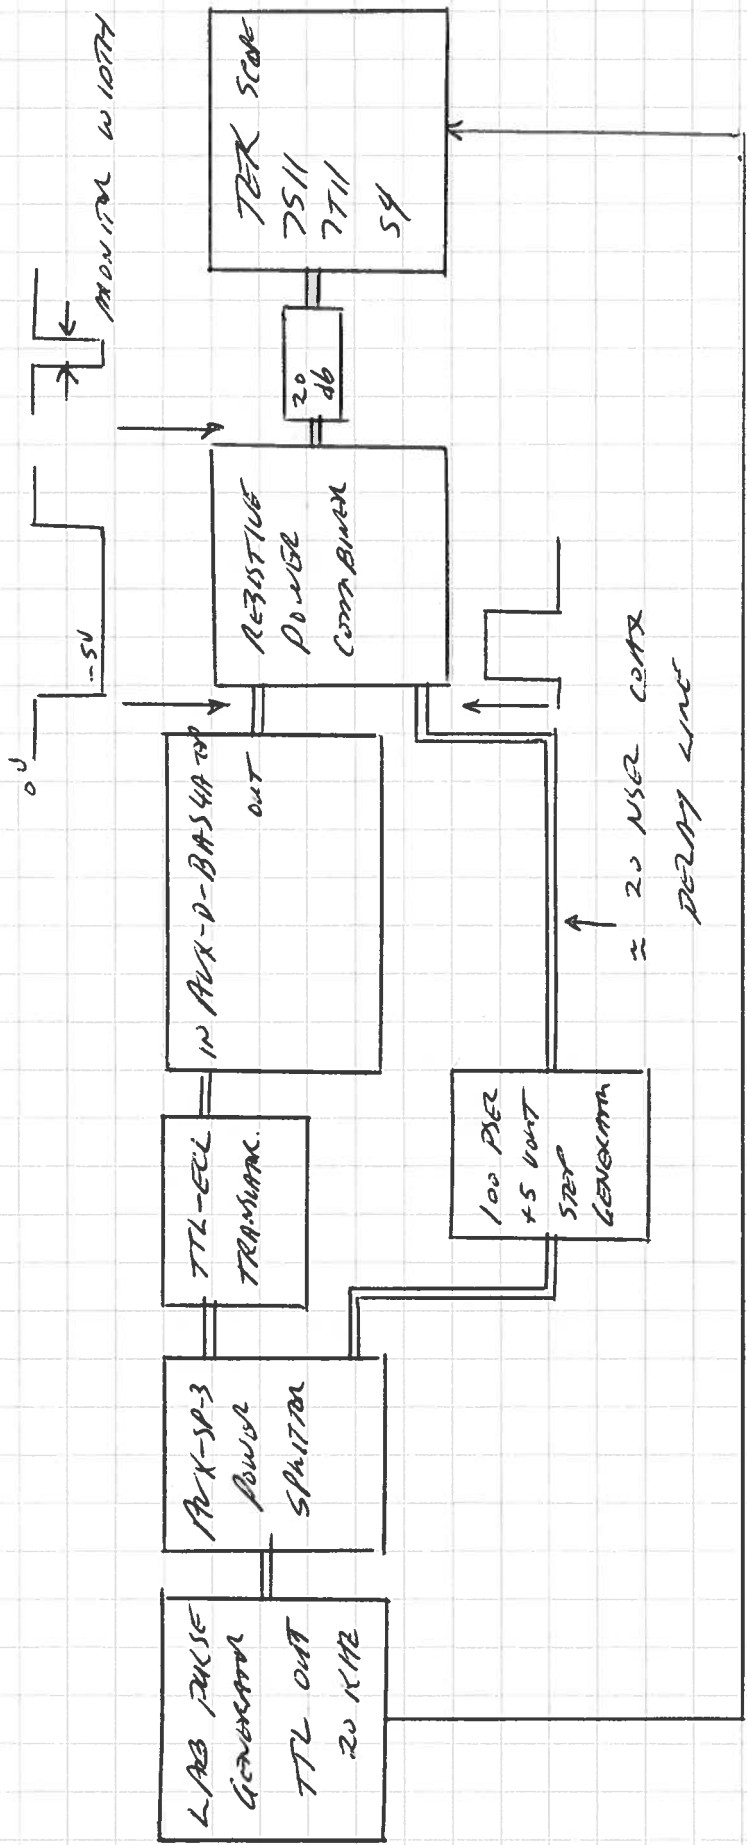 LAB PULSE
GENERATOR
TTL OUT
20 KHZ
AVX-SP-3
POWER
SPLITTER
TTL-ECL
TRANSLATOR.
IN AVX-D-BAS4A
OUT
0V
-5V
100 PSEC
+5 VOLT
STEP
GENERATOR
≈ 20 NSEC COAX
DELAY LINE
RESISTIVE
POWER
COMBINER
20
db
MONITOR WIDTH
TEK SCOPE
7S11
7T11
S4